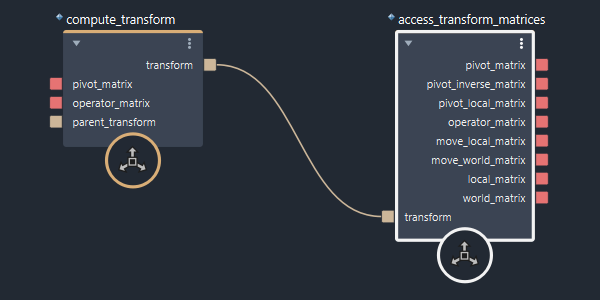 compute_transform
transform
pivot_matrix
operator_matrix
parent_transform
access_transform_matrices
pivot_matrix
pivot_inverse_matrix
pivot_local_matrix
operator_matrix
move_local_matrix
move_world_matrix
local_matrix
world_matrix
transform